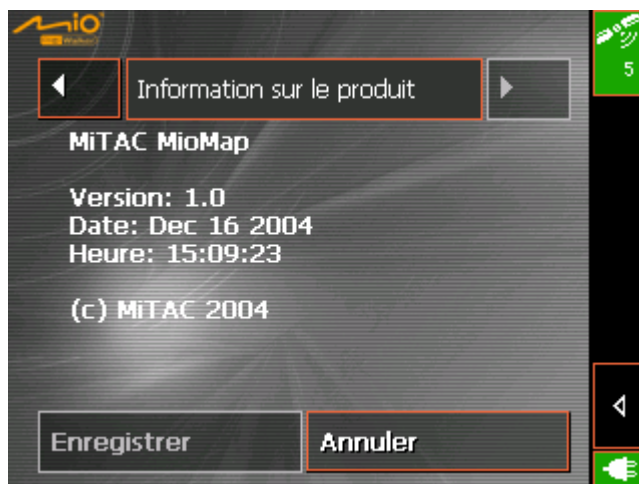 Mio
Information sur le produit
5
MiTAC MioMap
Version: 1.0
Date: Dec 16 2004
Heure: 15:09:23
(c) MiTAC 2004
Enregistrer
Annuler